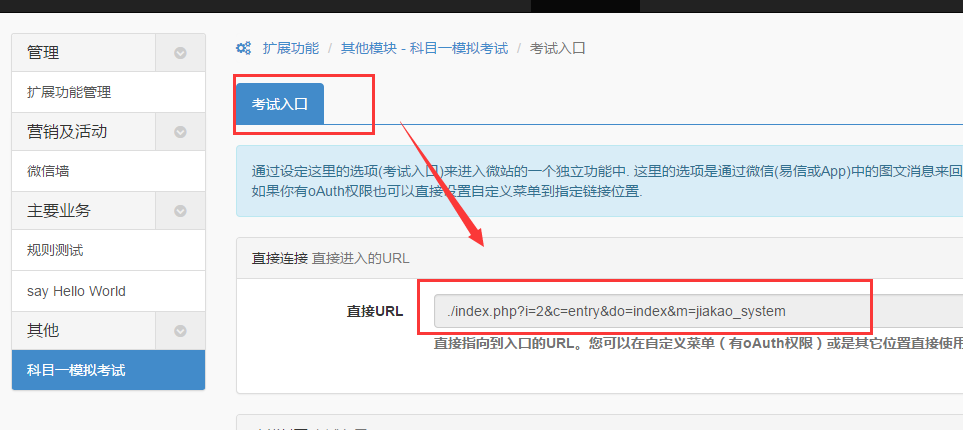 管理
扩展功能管理
营销及活动
微信墙
主要业务
规则测试
say Hello World
其他
科目一模拟考试
扩展功能 / 其他模块 - 科目一模拟考试 / 考试入口
考试入口
通过设定这里的选项(考试入口)来进入微站的一个独立功能中. 这里的选项是通过微信(易信或App)中的图文消息来回
如果你有oAuth权限也可以直接设置自定义菜单到指定链接位置.
直接连接 直接进入的URL
直接URL
./index.php?i=2&c=entry&do=index&m=jiakao_system
直接指向到入口的URL。您可以在自定义菜单（有oAuth权限）或是其它位置直接使用